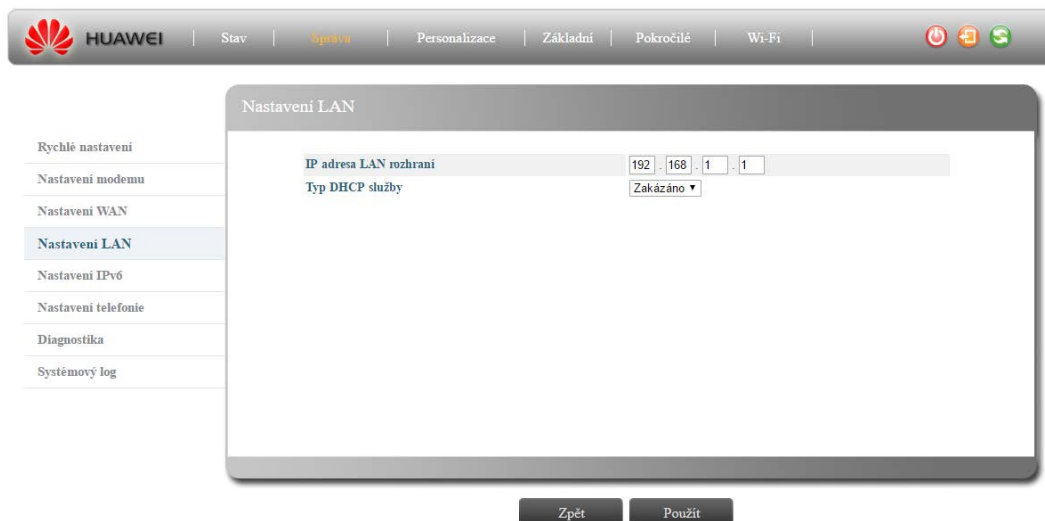 HUAWEI | Stav | Správa | Personalizace | Základní | Pokročilé | Wi-Fi |
Nastavení LAN
Rychlé nastavení
Nastavení modemu
Nastavení WAN
Nastavení LAN
Nastavení IPv6
Nastavení telefonie
Diagnostika
Systémový log
IP adresa LAN rozhraní 192 . 168 . 1 . 1
Typ DHCP služby Zakázáno
Zpět Použít